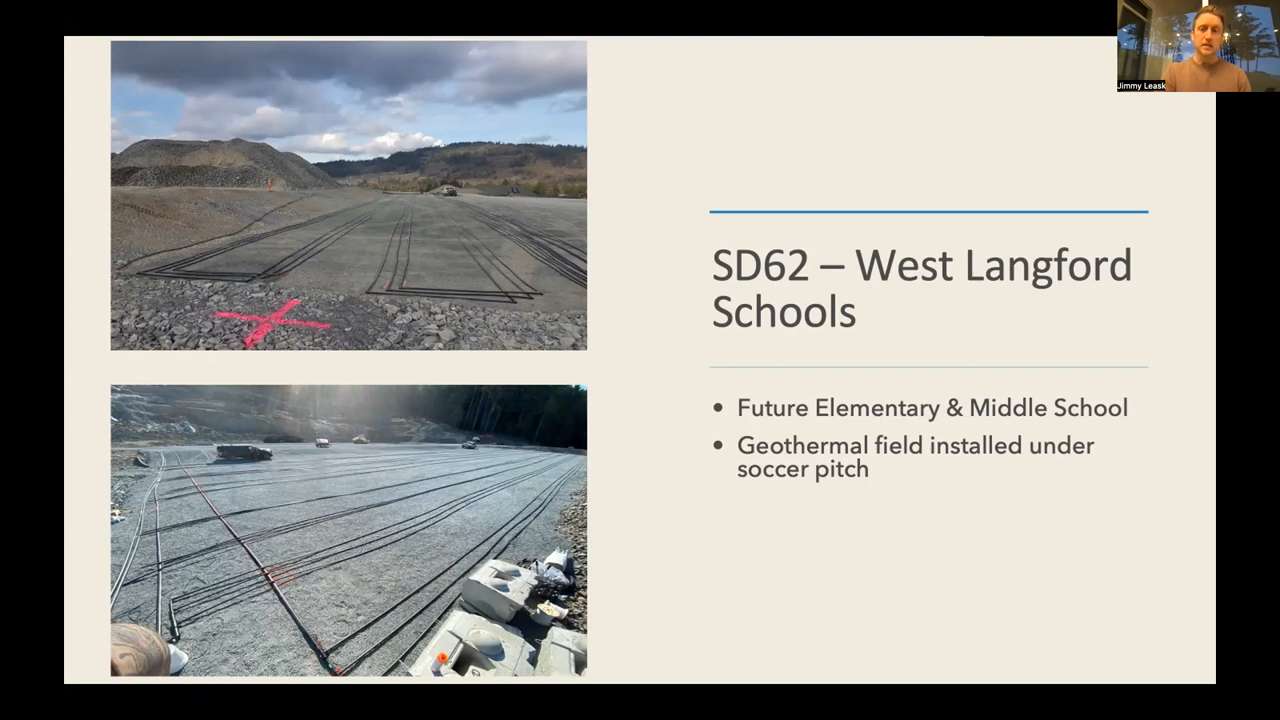 Jimmy Leask
SD62 – West Langford
Schools
• Future Elementary & Middle School
• Geothermal field installed under
soccer pitch